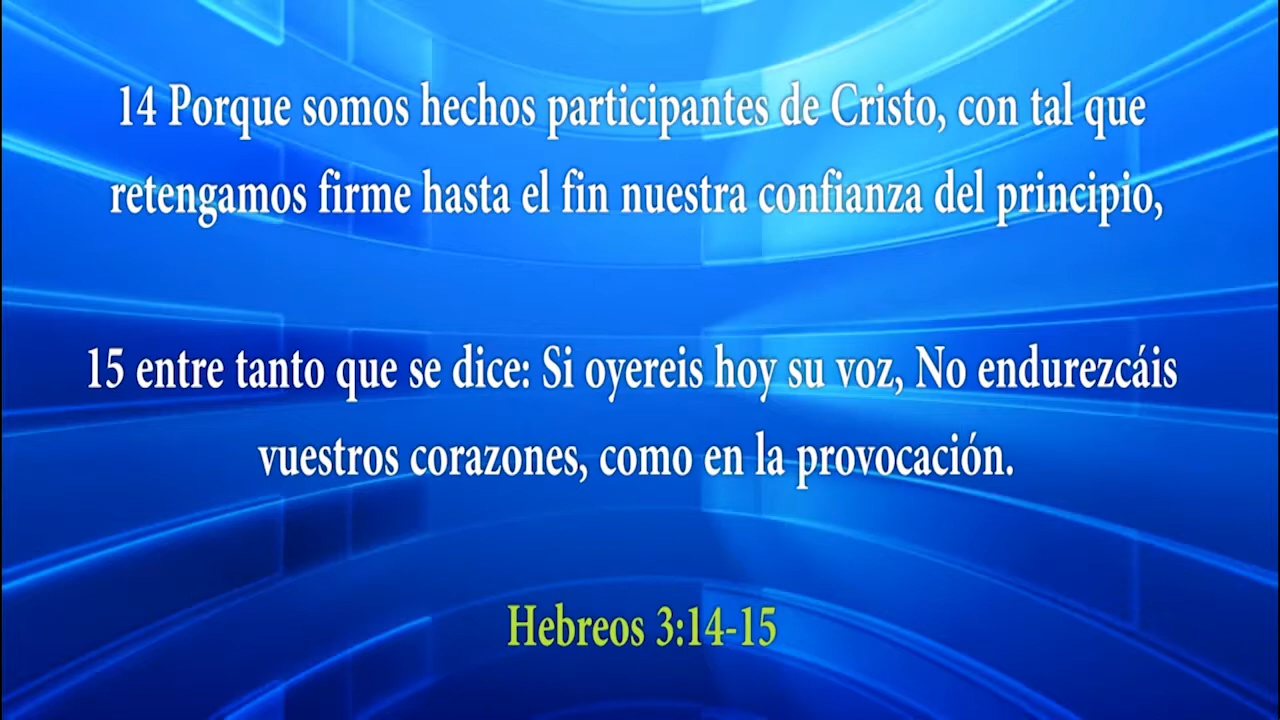 14 Porque somos hechos participantes de Cristo, con tal que
retengamos firme hasta el fin nuestra confianza del principio,
15 entre tanto que se dice: Si oyereis hoy su voz, No endurezcáis
vuestros corazones, como en la provocación.
Hebreos 3:14-15